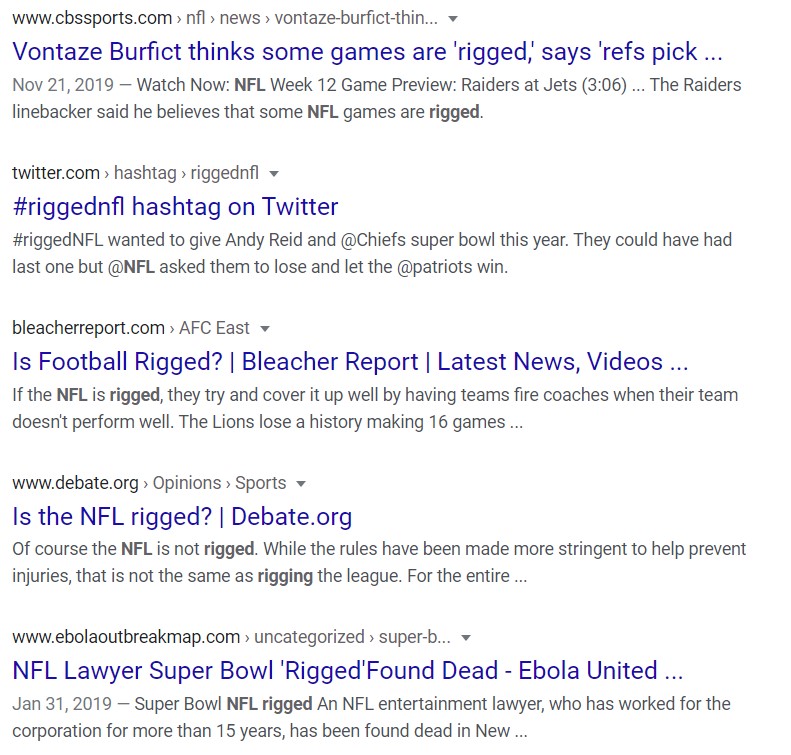 www.cbssports.com › nfl › news › vontaze-burfict-thin...
Vontaze Burfict thinks some games are 'rigged,' says 'refs pick ...
Nov 21, 2019 — Watch Now: NFL Week 12 Game Preview: Raiders at Jets (3:06) ... The Raiders
linebacker said he believes that some NFL games are rigged.
twitter.com › hashtag › riggednfl
#riggednfl hashtag on Twitter
#riggedNFL wanted to give Andy Reid and @Chiefs super bowl this year. They could have had
last one but @NFL asked them to lose and let the @patriots win.
bleacherreport.com › AFC East
Is Football Rigged? | Bleacher Report | Latest News, Videos ...
If the NFL is rigged, they try and cover it up well by having teams fire coaches when their team
doesn't perform well. The Lions lose a history making 16 games ...
www.debate.org › Opinions › Sports
Is the NFL rigged? | Debate.org
Of course the NFL is not rigged. While the rules have been made more stringent to help prevent
injuries, that is not the same as rigging the league. For the entire ...
www.ebolaoutbreakmap.com › uncategorized › super-b...
NFL Lawyer Super Bowl 'Rigged'Found Dead - Ebola United ...
Jan 31, 2019 — Super Bowl NFL rigged An NFL entertainment lawyer, who has worked for the
corporation for more than 15 years, has been found dead in New ...